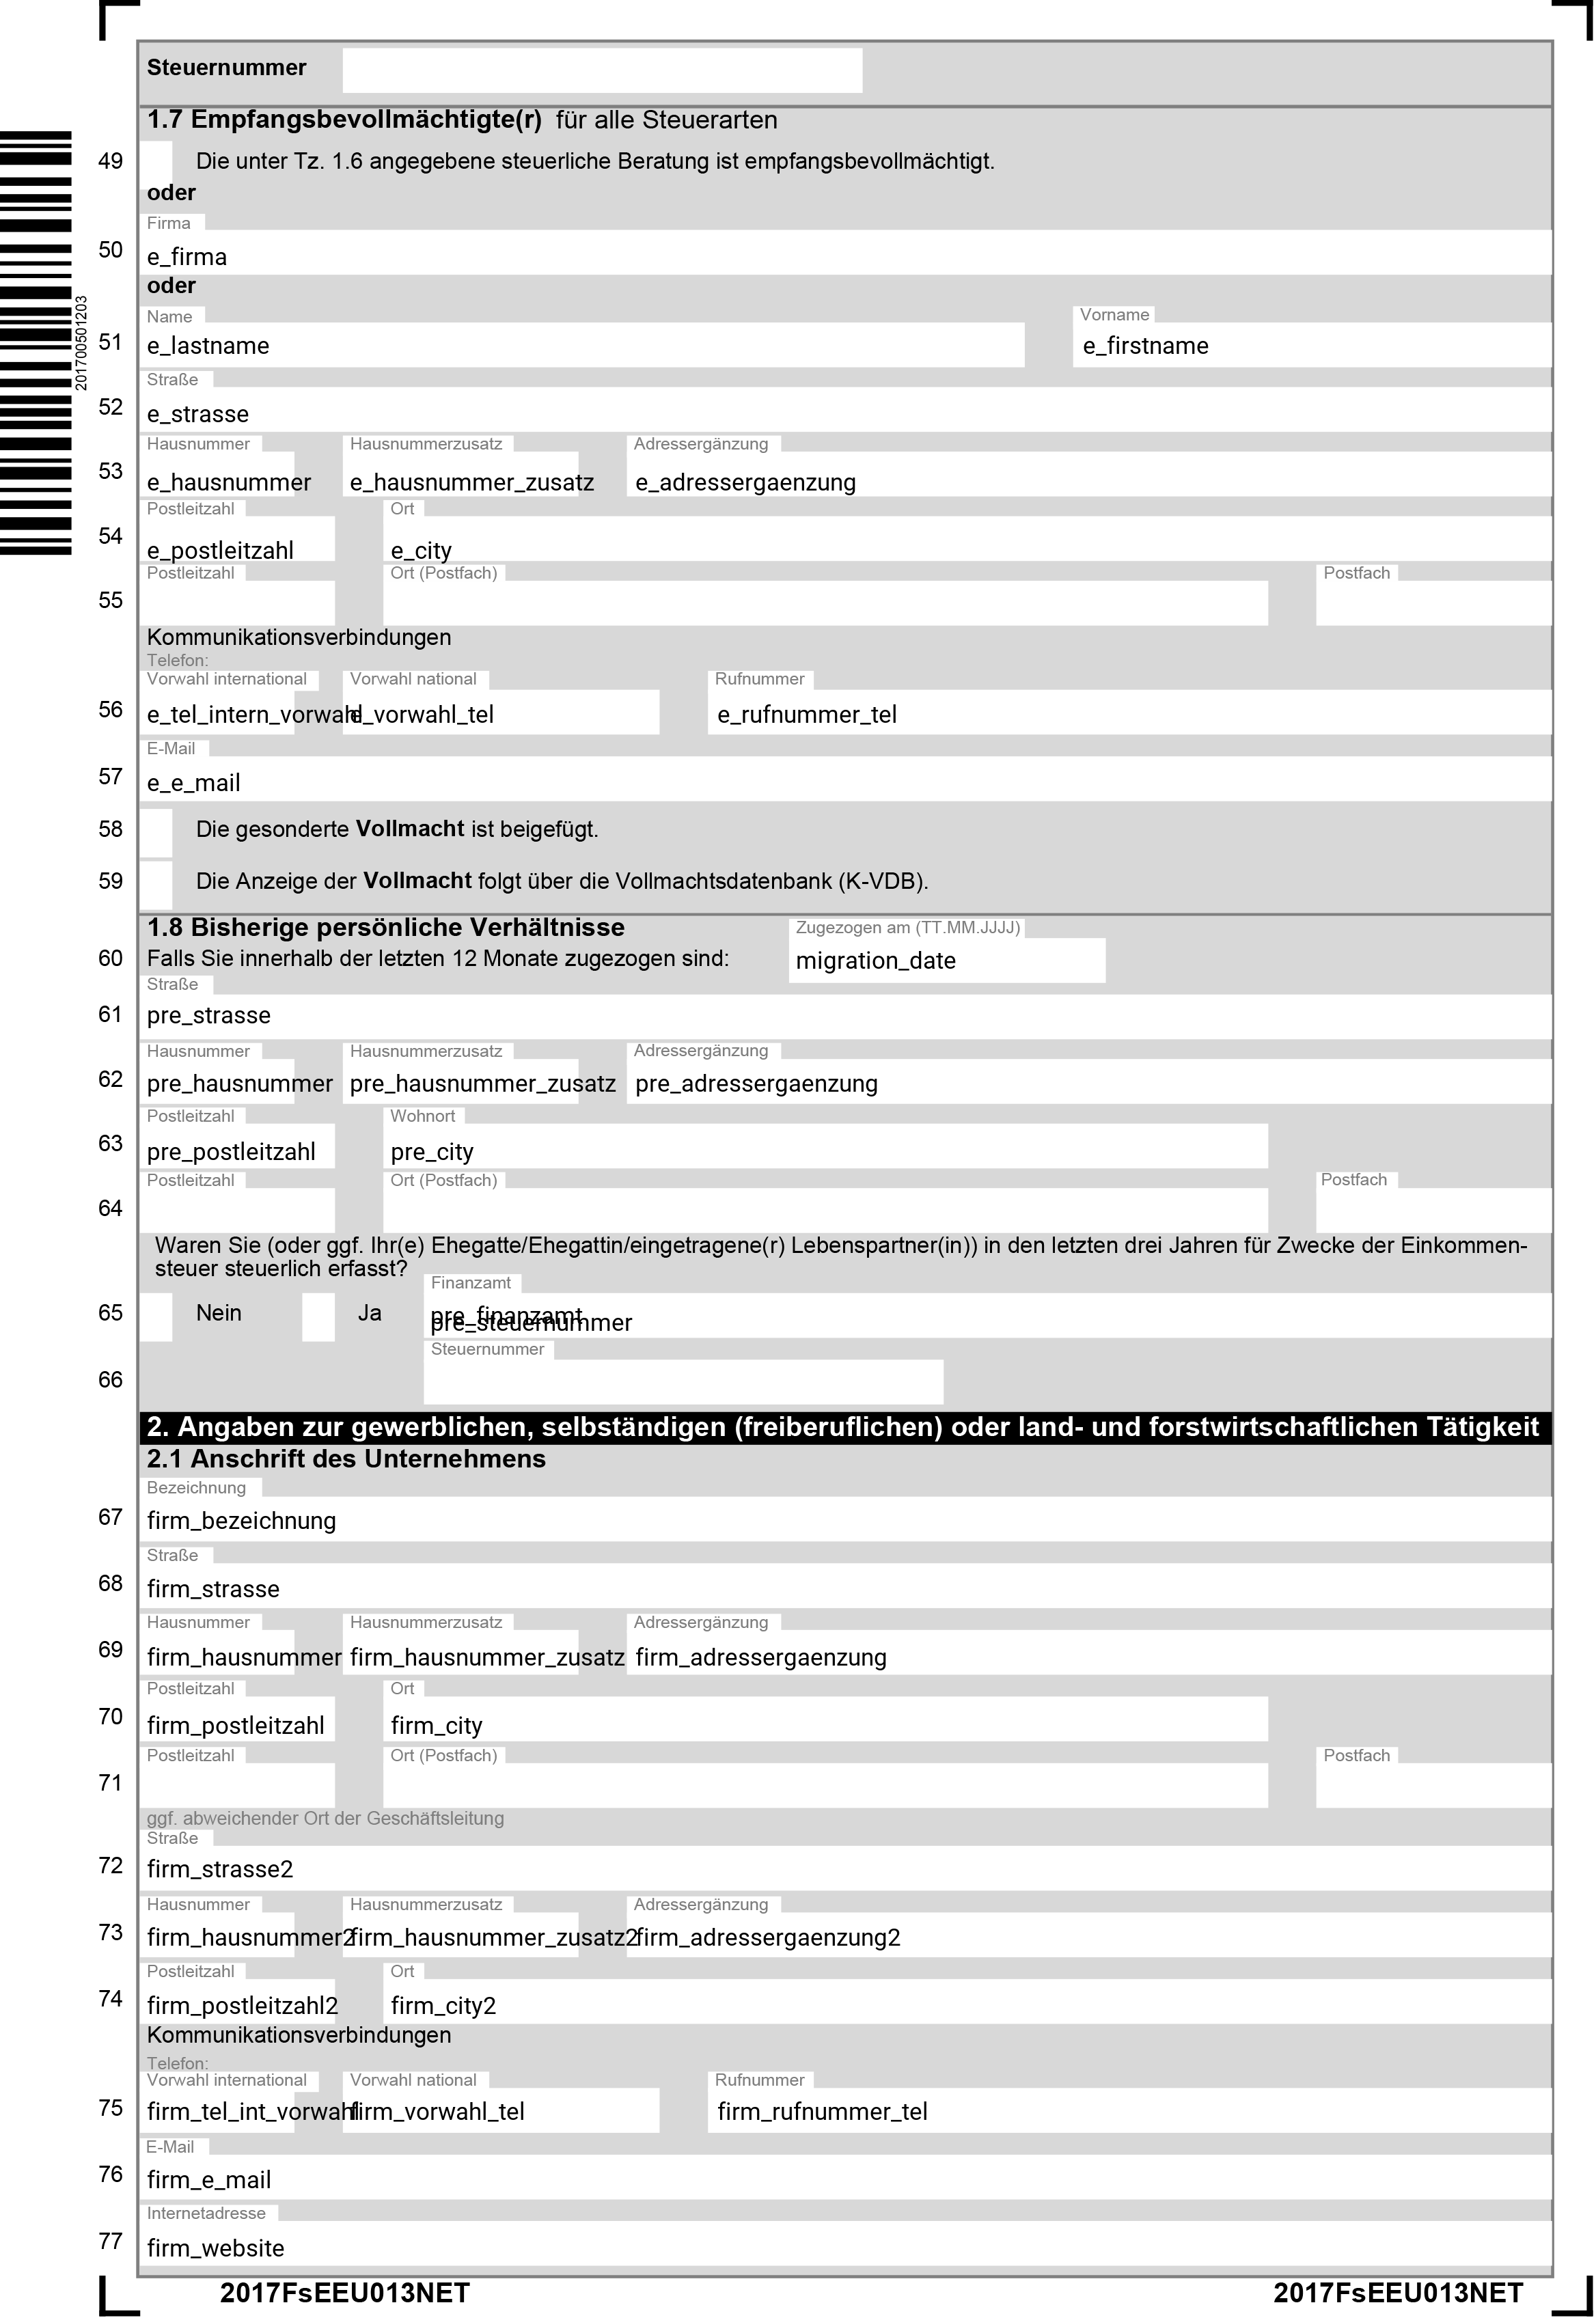 Steuernummer
1.7 Empfangsbevollmächtigte(r) für alle Steuerarten
49 Die unter Tz. 1.6 angegebene steuerliche Beratung ist empfangsbevollmächtigt.
oder
Firma
50 e_firma
oder
201700501203
Name Vorname
51 e_lastname e_firstname
Straße
52 e_strasse
Hausnummer Hausnummerzusatz Adressergänzung
53 e_hausnummer e_hausnummer_zusatz e_adressergaenzung
Postleitzahl Ort
54 e_postleitzahl e_city
Postleitzahl Ort (Postfach) Postfach
55
Kommunikationsverbindungen
Telefon:
Vorwahl international Vorwahl national Rufnummer
56 e_tel_intern_vorwahl e_vorwahl_tel e_rufnummer_tel
E-Mail
57 e_e_mail
58 Die gesonderte Vollmacht ist beigefügt.
59 Die Anzeige der Vollmacht folgt über die Vollmachtsdatenbank (K-VDB).
1.8 Bisherige persönliche Verhältnisse Zugezogen am (TT.MM.JJJJ)
60 Falls Sie innerhalb der letzten 12 Monate zugezogen sind: migration_date
Straße
61 pre_strasse
Hausnummer Hausnummerzusatz Adressergänzung
62 pre_hausnummer pre_hausnummer_zusatz pre_adressergaenzung
Postleitzahl Wohnort
63 pre_postleitzahl pre_city
Postleitzahl Ort (Postfach) Postfach
64
Waren Sie (oder ggf. Ihr(e) Ehegatte/Ehegattin/eingetragene(r) Lebenspartner(in)) in den letzten drei Jahren für Zwecke der Einkommen-
steuer steuerlich erfasst?
Finanzamt
65 Nein Ja pre_finanzamt
pre_steuernummer
Steuernummer
66
2. Angaben zur gewerblichen, selbständigen (freiberuflichen) oder land- und forstwirtschaftlichen Tätigkeit
2.1 Anschrift des Unternehmens
Bezeichnung
67 firm_bezeichnung
Straße
68 firm_strasse
Hausnummer Hausnummerzusatz Adressergänzung
69 firm_hausnummer firm_hausnummer_zusatz firm_adressergaenzung
Postleitzahl Ort
70 firm_postleitzahl firm_city
Postleitzahl Ort (Postfach) Postfach
71
ggf. abweichender Ort der Geschäftsleitung
Straße
72 firm_strasse2
Hausnummer Hausnummerzusatz Adressergänzung
73 firm_hausnummer2 firm_hausnummer_zusatz2 firm_adressergaenzung2
Postleitzahl Ort
74 firm_postleitzahl2 firm_city2
Kommunikationsverbindungen
Telefon:
Vorwahl international Vorwahl national Rufnummer
75 firm_tel_int_vorwahl firm_vorwahl_tel firm_rufnummer_tel
E-Mail
76 firm_e_mail
Internetadresse
77 firm_website
2017FsEEU013NET 2017FsEEU013NET